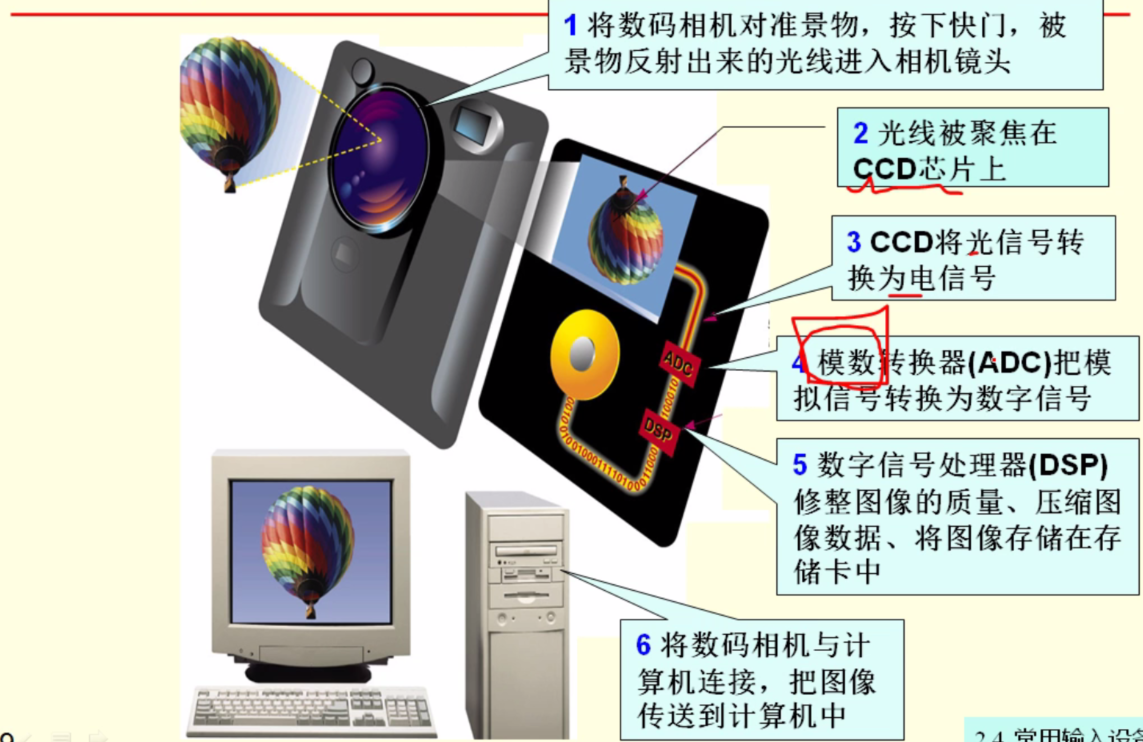 1 将数码相机对准景物，按下快门，被
景物反射出来的光线进入相机镜头
2 光线被聚焦在
CCD芯片上
3 CCD将光信号转
换为电信号
4 模数转换器(ADC)把模
拟信号转换为数字信号
ADC
DSP
5 数字信号处理器(DSP)
修整图像的质量、压缩图
像数据、将图像存储在存
储卡中
6 将数码相机与计
算机连接，把图像
传送到计算机中
2.4 常用输入设备